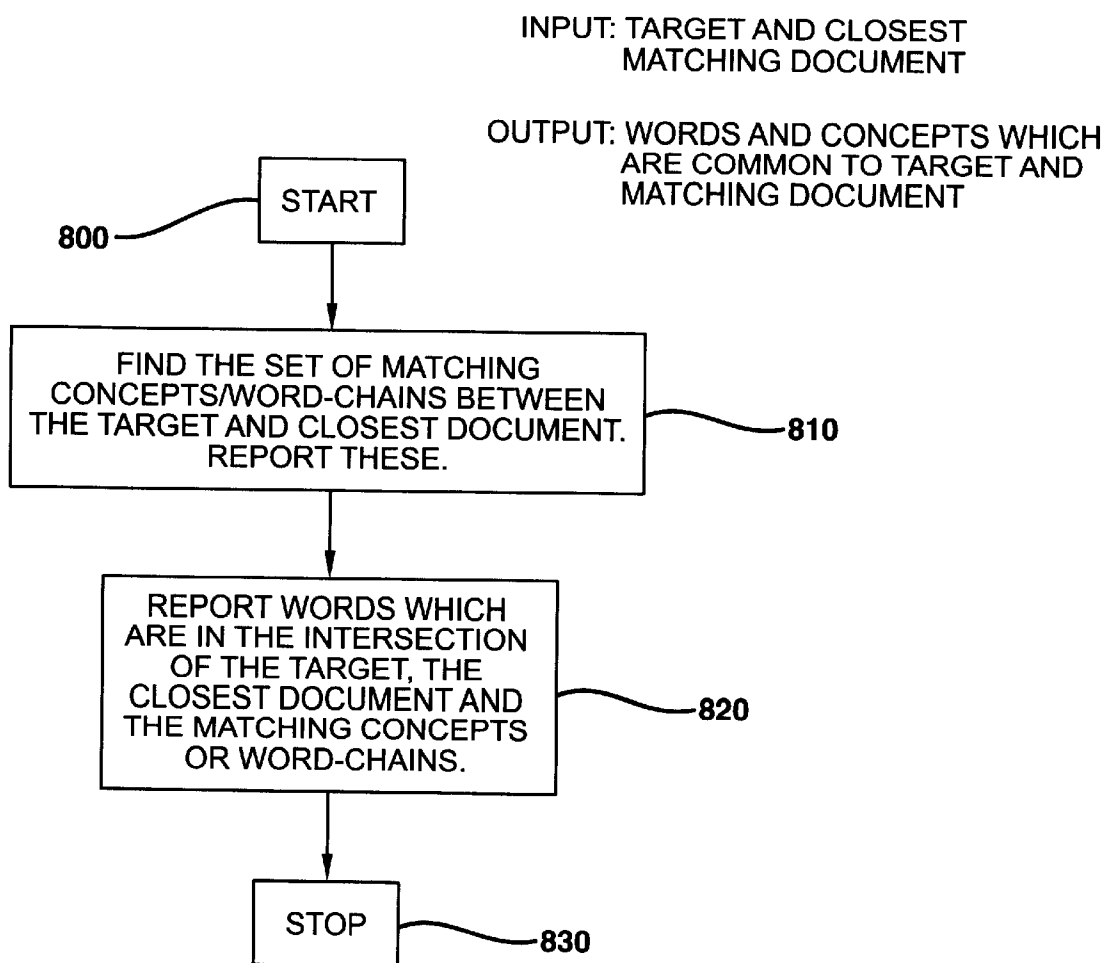 INPUT: TARGET AND CLOSEST
MATCHING DOCUMENT
OUTPUT: WORDS AND CONCEPTS WHICH
ARE COMMON TO TARGET AND
MATCHING DOCUMENT
START
800
FIND THE SET OF MATCHING
CONCEPTS/WORD-CHAINS BETWEEN
THE TARGET AND CLOSEST DOCUMENT.
REPORT THESE.
810
REPORT WORDS WHICH
ARE IN THE INTERSECTION
OF THE TARGET, THE
CLOSEST DOCUMENT AND
THE MATCHING CONCEPTS
OR WORD-CHAINS.
820
STOP
830